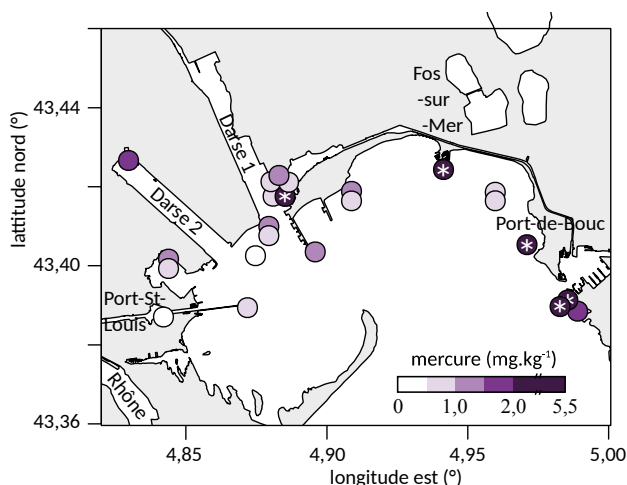 Fos
-sur
-Mer
43,44
Darse 1
lattitude nord (°)
Darse 2
Port-de-Bouc
43,40
Port-St-
Louis
mercure (mg.kg-1)
0 1,0 2,0 5,5
Rhône
43,36
4,85 4,90 4,95 5,00
longitude est (°)